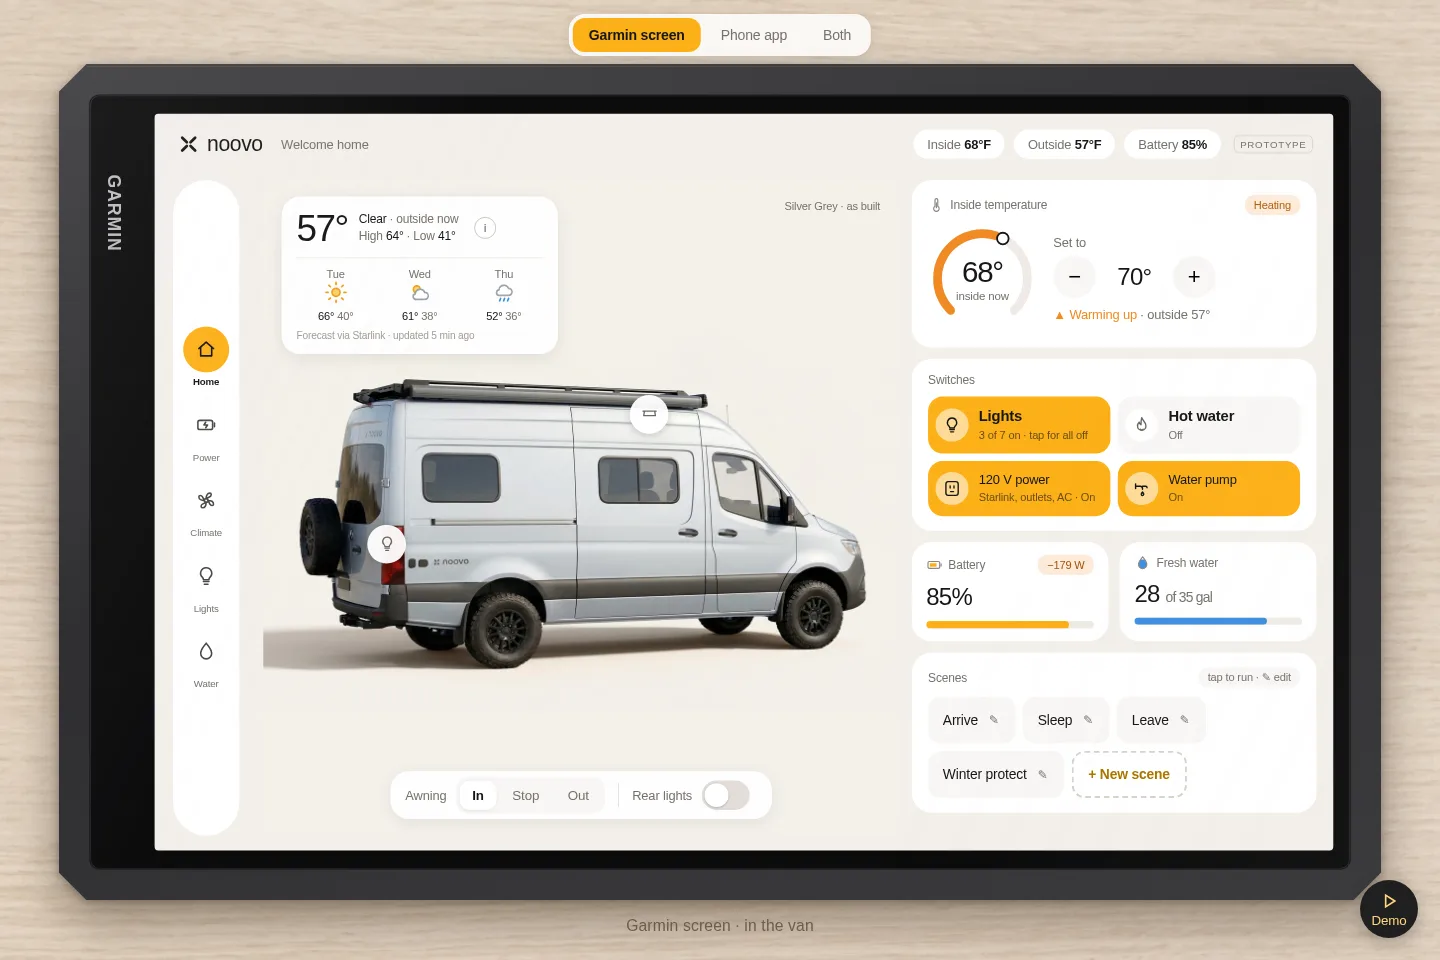 Garmin screen
Phone app
Both
GARMIN
noovo
Welcome home
Inside 68°F
Outside 57°F
Battery 85%
PROTOTYPE
57°
Clear · outside now
High 64° · Low 41°
i
Tue
Wed
Thu
66° 40°
61° 38°
52° 36°
Forecast via Starlink · updated 5 min ago
Silver Grey · as built
Home
Power
Climate
Lights
Water
noovo
Awning
In
Stop
Out
Rear lights
Inside temperature
Heating
68°
inside now
Set to
−
70°
+
▲ Warming up · outside 57°
Switches
Lights
3 of 7 on · tap for all off
Hot water
Off
120 V power
Starlink, outlets, AC · On
Water pump
On
Battery
−179 W
85%
Fresh water
28 of 35 gal
Scenes
tap to run · ✎ edit
Arrive ✎
Sleep ✎
Leave ✎
Winter protect ✎
+ New scene
Garmin screen · in the van
Demo